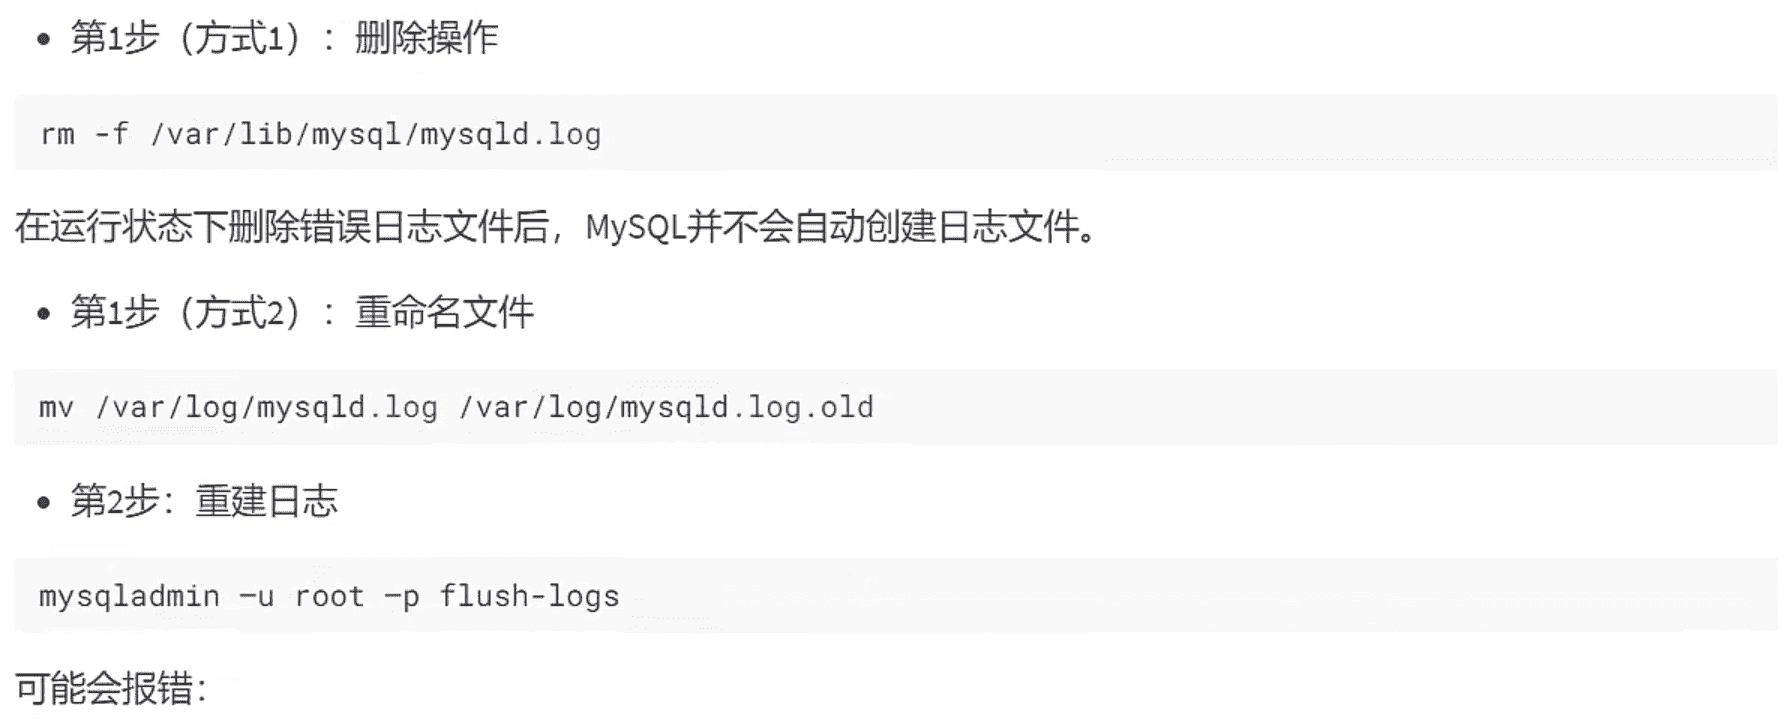 • 第1步（方式1）：删除操作
rm -f /var/lib/mysql/mysqld.log
在运行状态下删除错误日志文件后，MySQL并不会自动创建日志文件。
• 第1步（方式2）：重命名文件
mv /var/log/mysqld.log /var/log/mysqld.log.old
• 第2步：重建日志
mysqladmin –u root –p flush-logs
可能会报错：